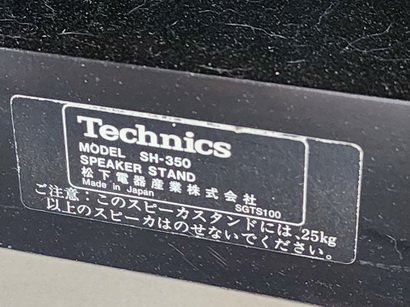 Technics
MODEL SH-350
SPEAKER STAND
松下電器産業株式会社
Made in Japan
SGTS100
ご注意：このスピーカスタンドには、25kg
以上のスピーカはのせないでください。